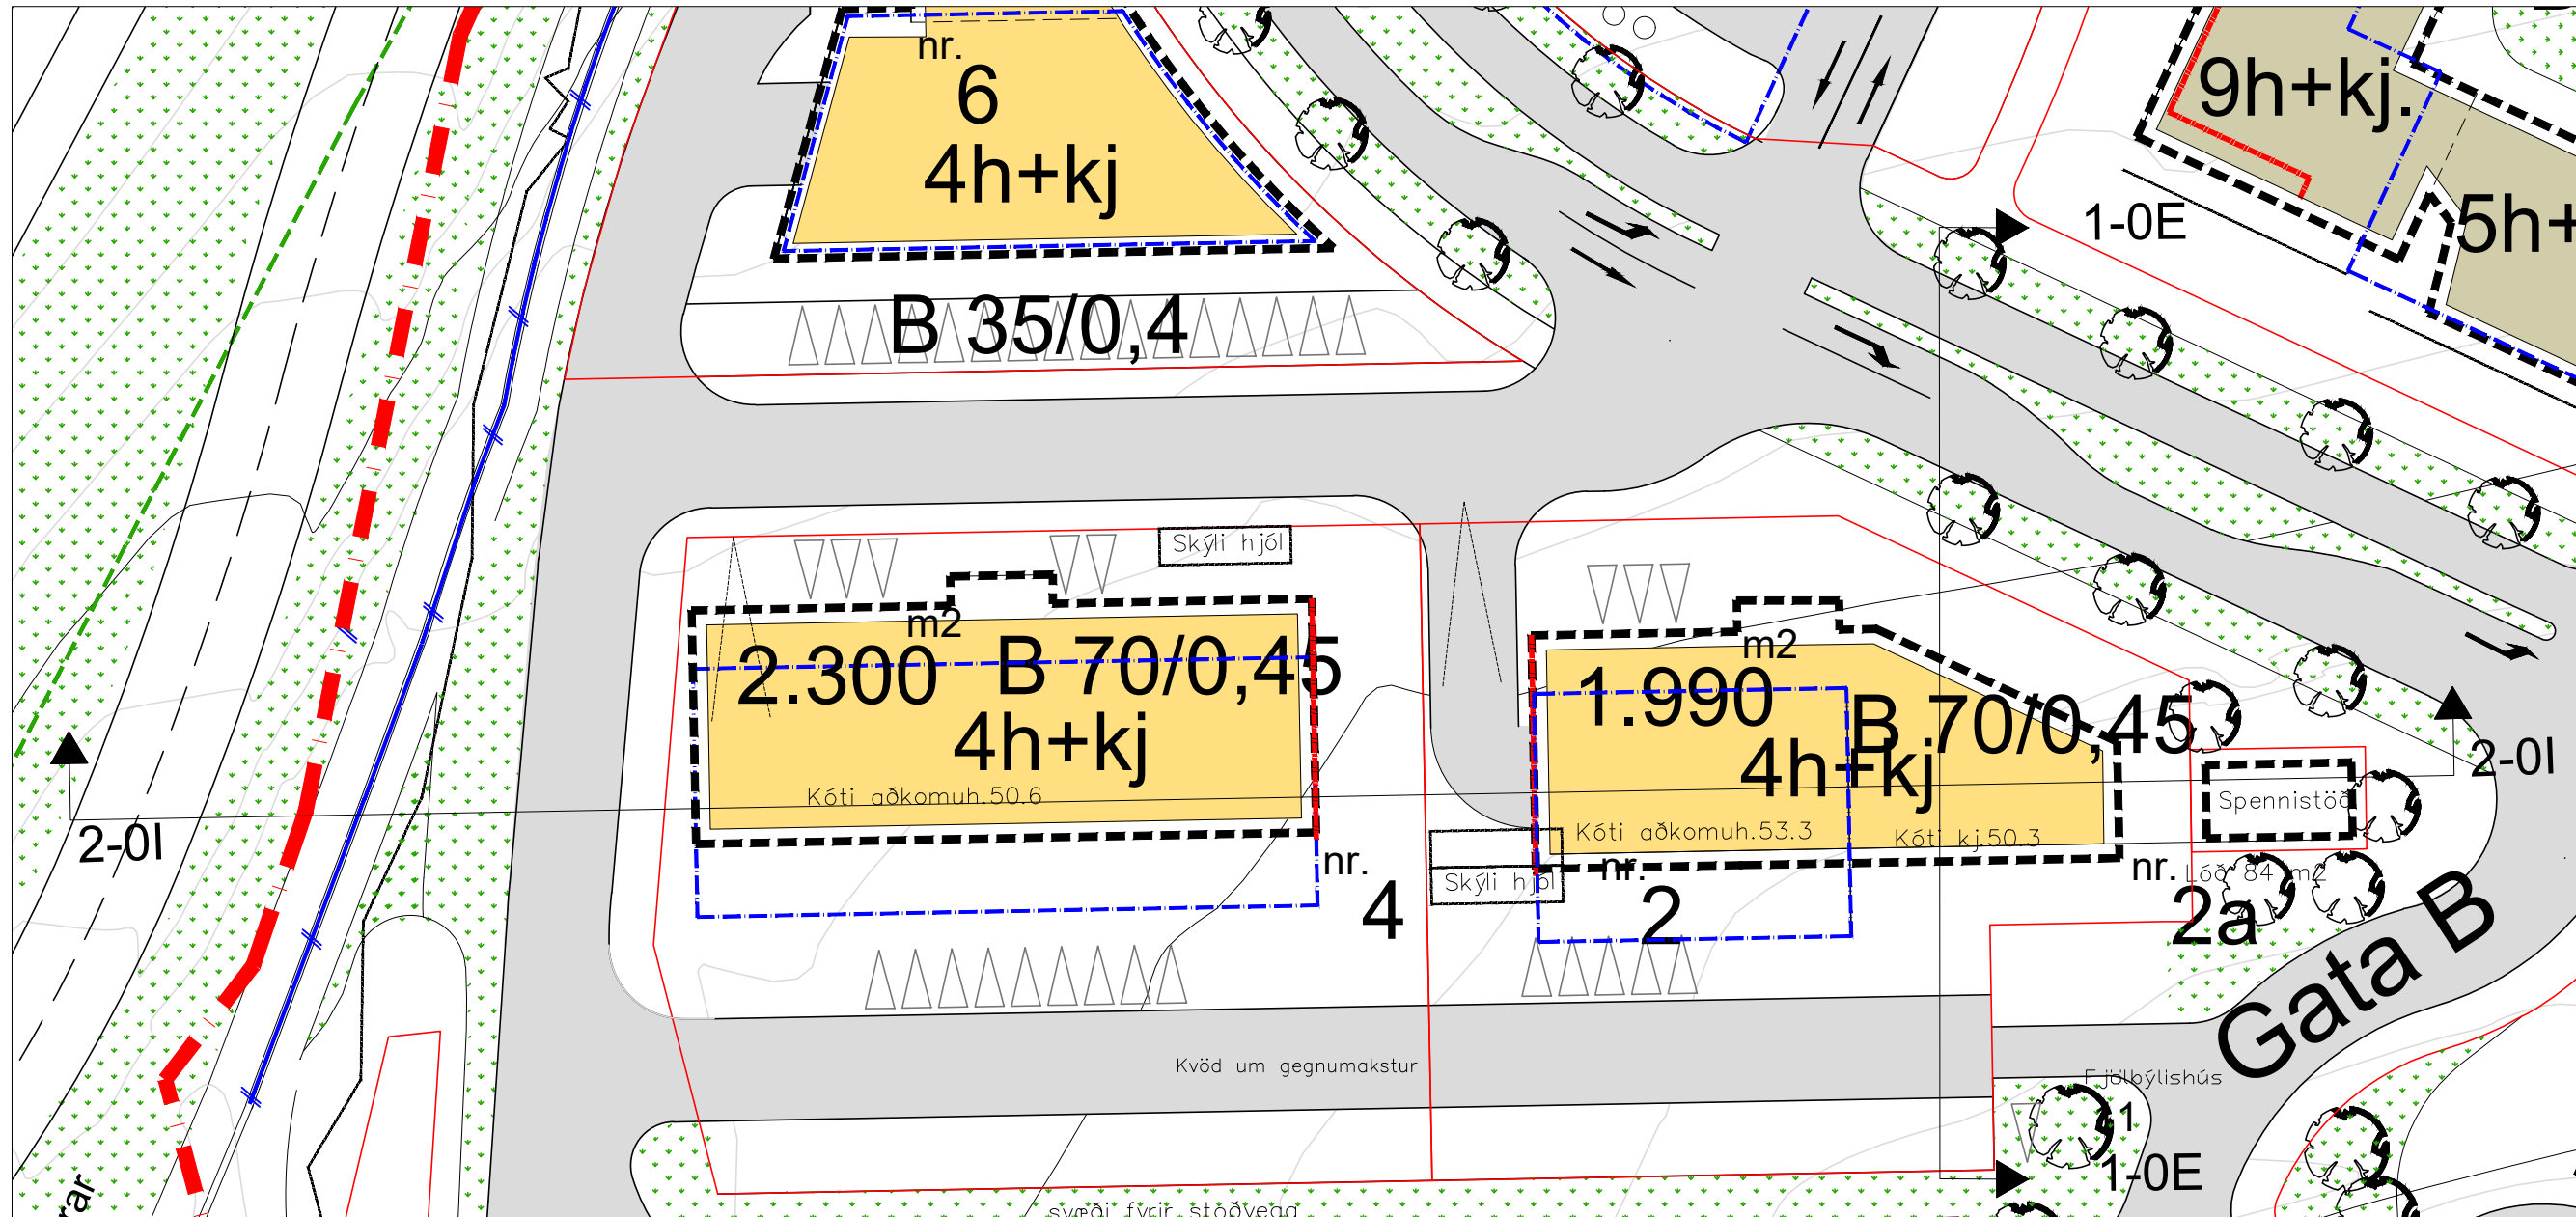 nr.
6
4h+kj
B 35/0,4
9h+kj.
5h+
1-0E
Skýli hjól
m2
2.300
B 70/0,45
4h+kj
Kóti aðkomuh.50.6
m2
1.990
B 70/0,45
4h+kj
Kóti aðkomuh.53.3
Kóti kj.50.3
2-0I
2-0I
Spennistöð
nr.
4
Skýli hjól
nr.
2
nr.
2a
Lóð 84 m2
Gata B
Kvöð um gegnumakstur
Fjölbýlishús
11
1-0E
rar
svæði fyrir stoðvegg